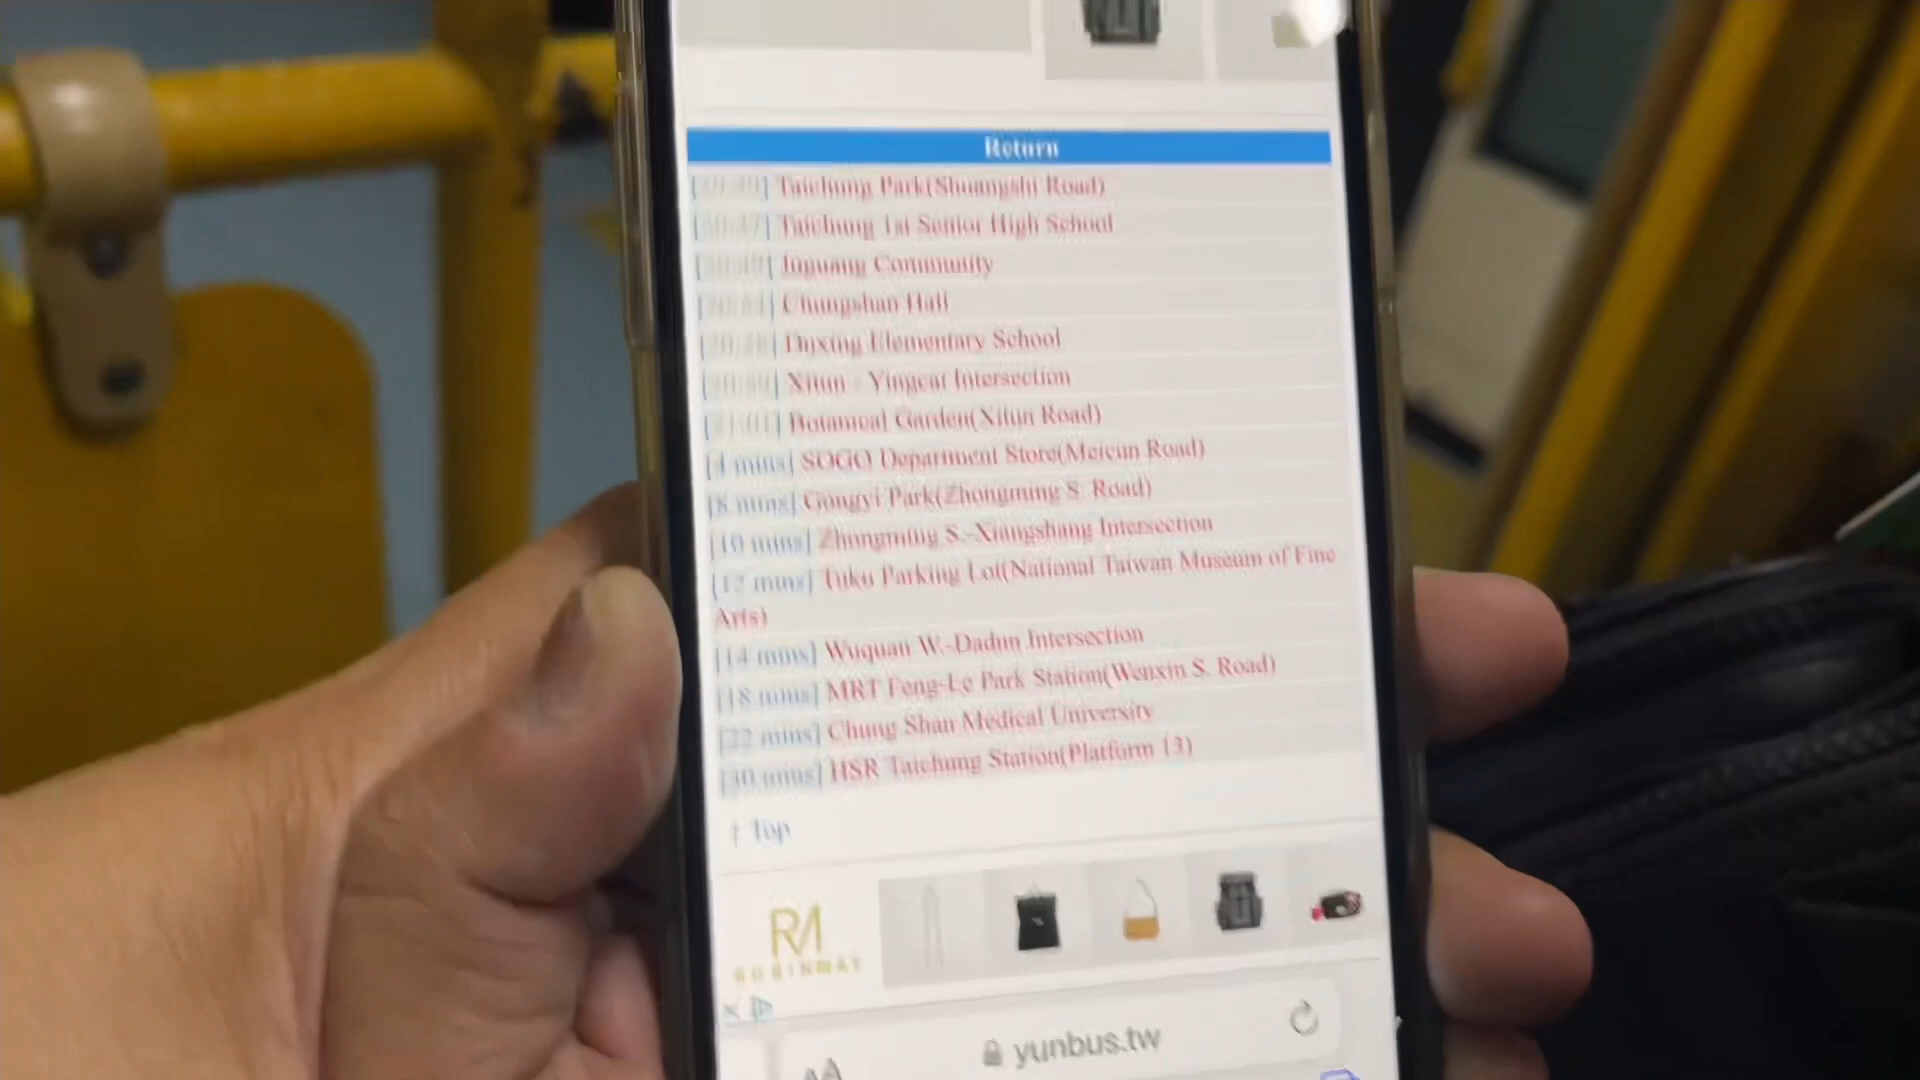 Return
Taichung Park(Shuangshi Road)
Taichung 1st Senior High School
Jinguang Community
Chungshan Hall
Elementary School
Xitun - Yingcai Intersection
[21:01] Botanical Garden(Xitun Road)
[4 mins] SOGO Department Store(Meicun Road)
[8 mins] Gongyi Park(Zhongming S. Road)
[10 mins] Zhongming S.-Xiangshang Intersection
[12 mins] Tuku Parking Lot(National Taiwan Museum of Fine
Arts)
[14 mins] Wuquan W.-Dadun Intersection
[18 mins] MRT Feng-Le Park Station(Wenxin S. Road)
[22 mins] Chung Shan Medical University
[30 mins] HSR Taichung Station(Platform 13)
↑ Top
yunbus.tw
AA